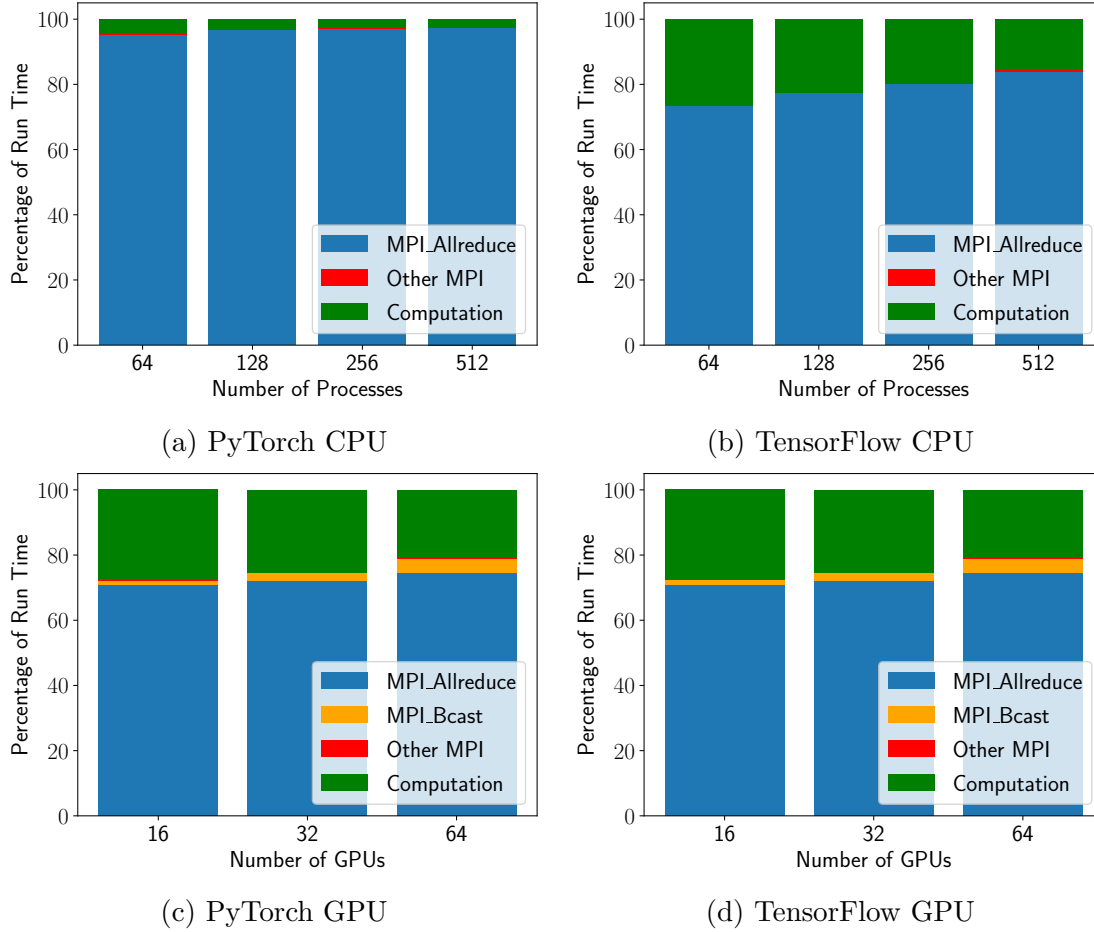 100
80
60
40
20
0
Percentage of Run Time
MPI_Allreduce
Other MPI
Computation
64 128 256 512
Number of Processes
(a) PyTorch CPU
100
80
60
40
20
0
Percentage of Run Time
MPI_Allreduce
Other MPI
Computation
64 128 256 512
Number of Processes
(b) TensorFlow CPU
100
80
60
40
20
0
Percentage of Run Time
MPI_Allreduce
MPI_Bcast
Other MPI
Computation
16 32 64
Number of GPUs
(c) PyTorch GPU
100
80
60
40
20
0
Percentage of Run Time
MPI_Allreduce
MPI_Bcast
Other MPI
Computation
16 32 64
Number of GPUs
(d) TensorFlow GPU